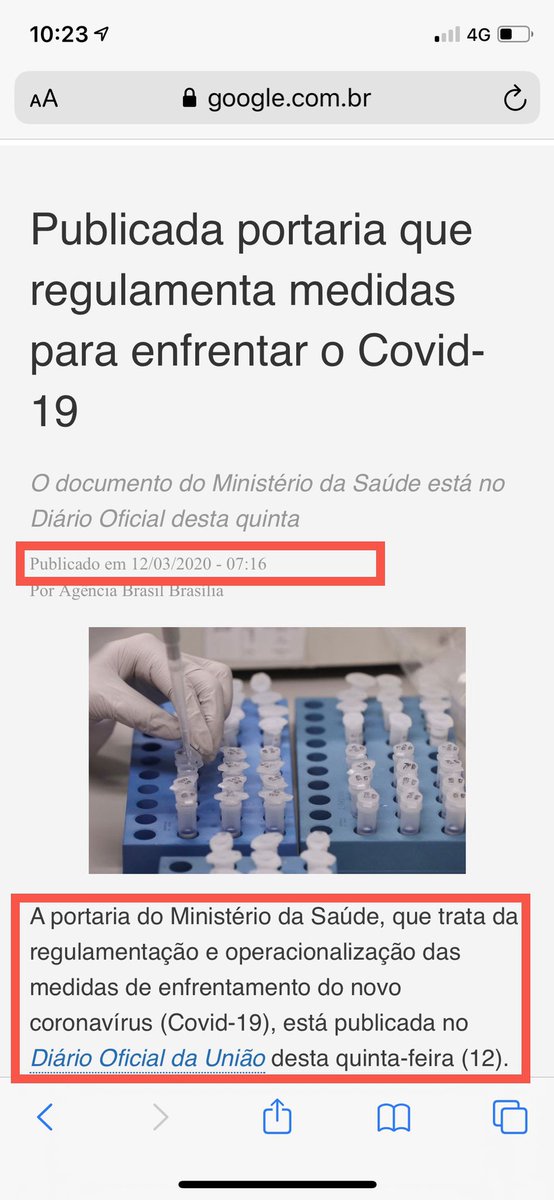 10:23
4G
AA
google.com.br
Publicada portaria que
regulamenta medidas
para enfrentar o Covid-
19
O documento do Ministério da Saúde está no
Diário Oficial desta quinta
Publicado em 12/03/2020 - 07:16
Por Agência Brasil Brasília
A portaria do Ministério da Saúde, que trata da
regulamentação e operacionalização das
medidas de enfrentamento do novo
coronavírus (Covid-19), está publicada no
Diário Oficial da União desta quinta-feira (12).